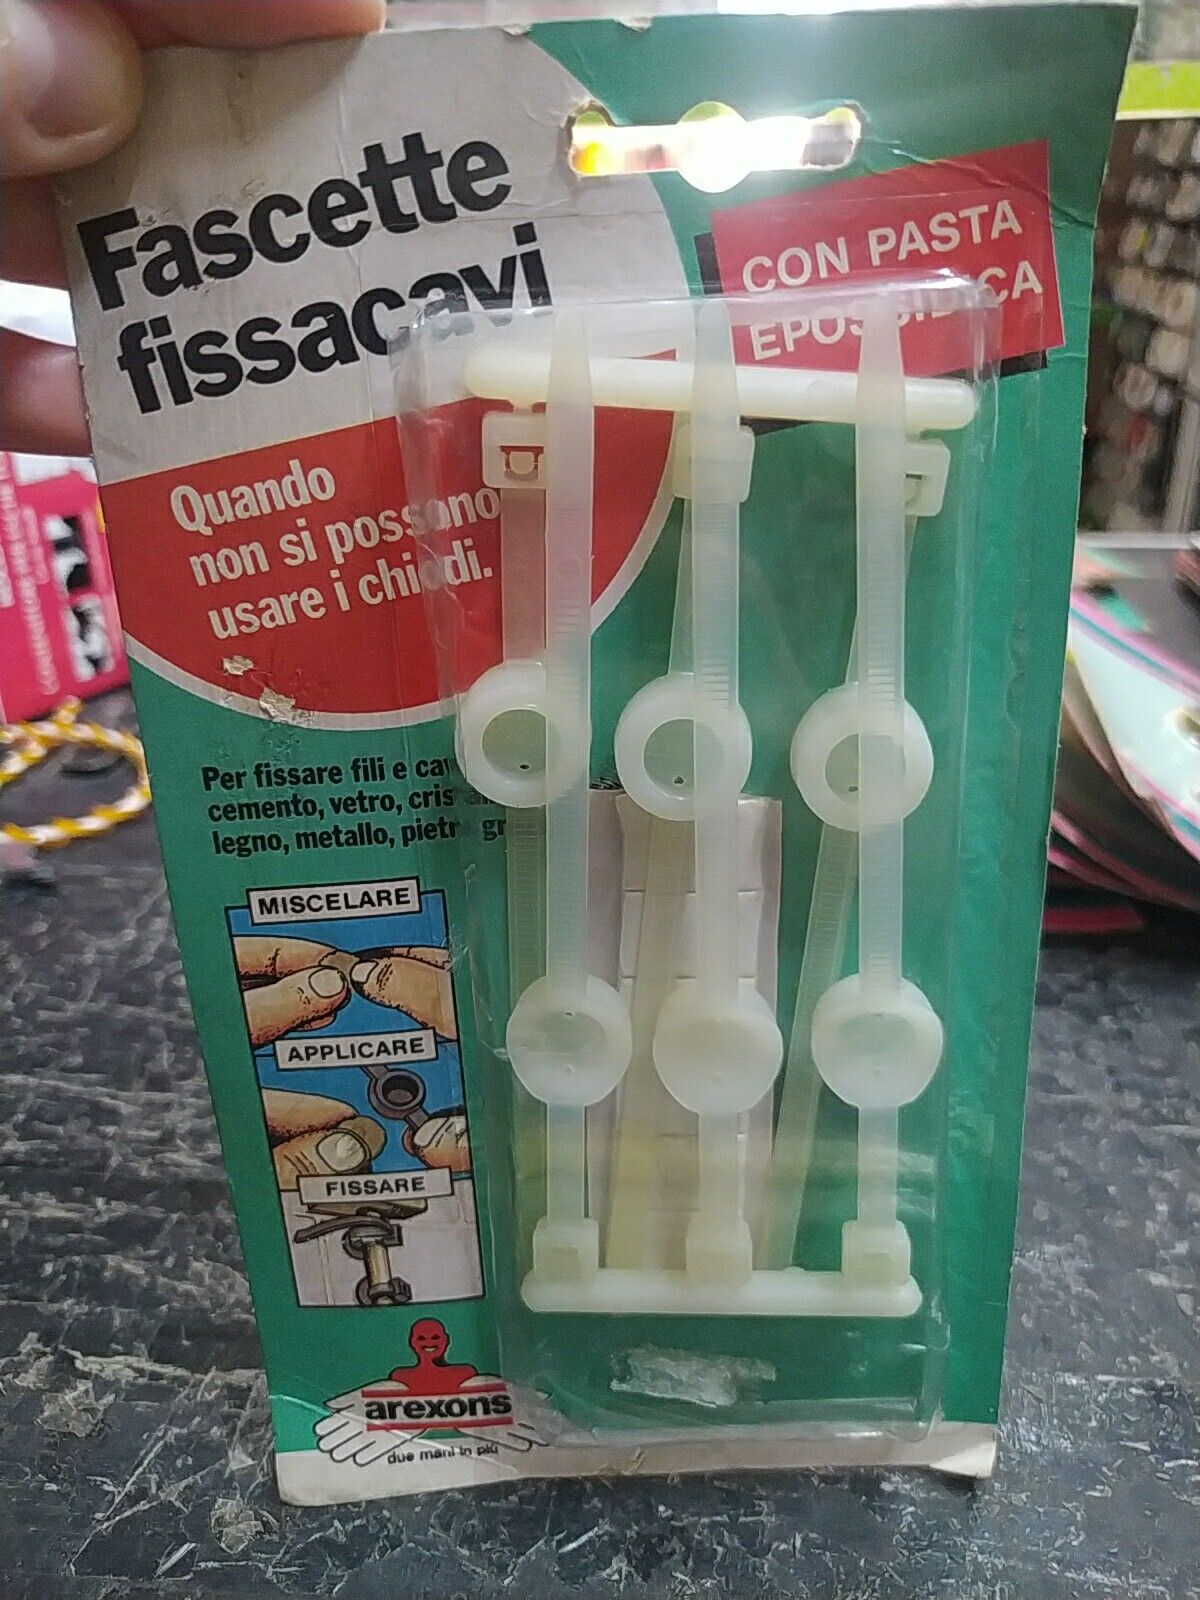 Fascette
fissacavi
CON PASTA
EPOSSIDICA
Quando
non si possono
usare i chiodi.
Per fissare fili e
cemento, vetro,
legno, metallo,
MISCELARE
APPLICARE
FISSARE
arexons
due mani in più